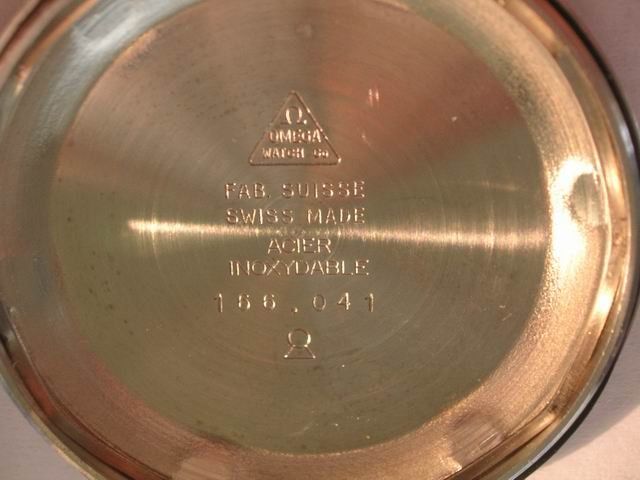 Ω
OMEGA
WATCH Co
FAB. SUISSE
SWISS MADE
ACIER
INOXYDABLE
166.041